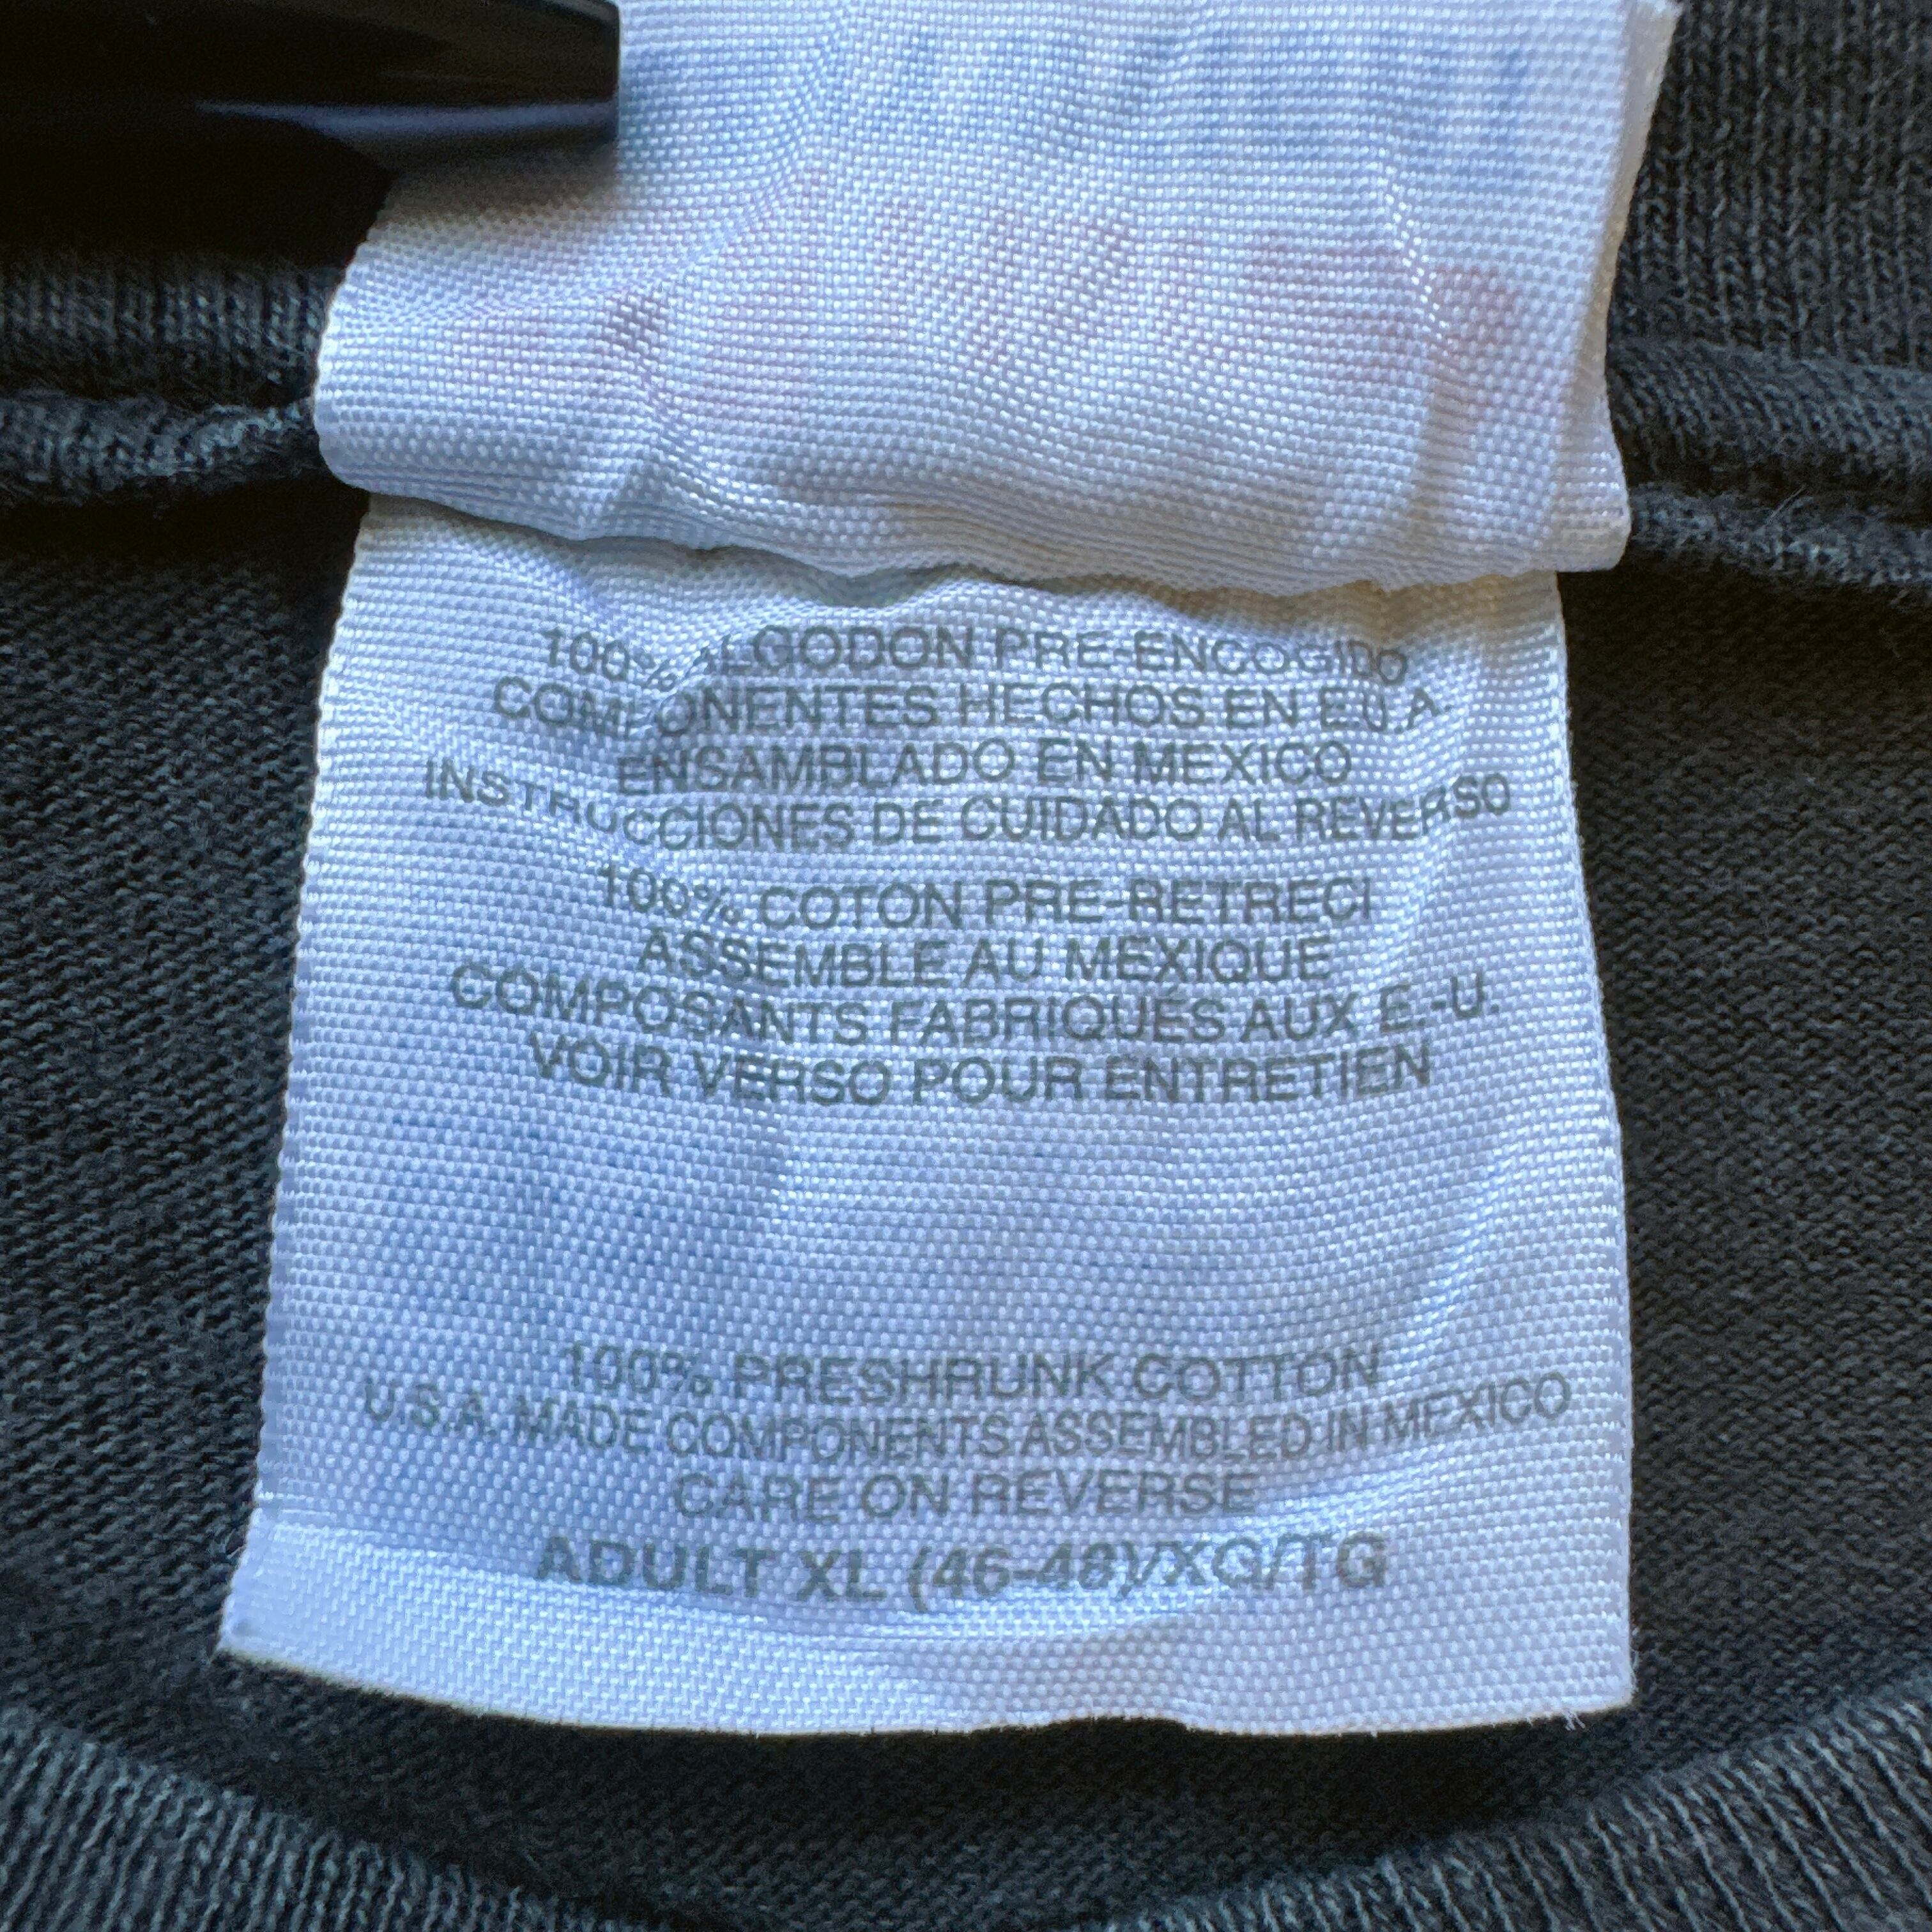 100% ALGODON PRE-ENCOGIDO
COMPONENTES HECHOS EN E.U.A
ENSAMBLADO EN MEXICO
INSTRUCCIONES DE CUIDADO AL REVERSO
100% COTON PRE-RETRECI
ASSEMBLE AU MEXIQUE
COMPOSANTS FABRIQUÉS AUX E.-U.
VOIR VERSO POUR ENTRETIEN
100% PRESHRUNK COTTON
U.S.A. MADE COMPONENTS ASSEMBLED IN MEXICO
CARE ON REVERSE
ADULT XL (46-48)/XG/TG